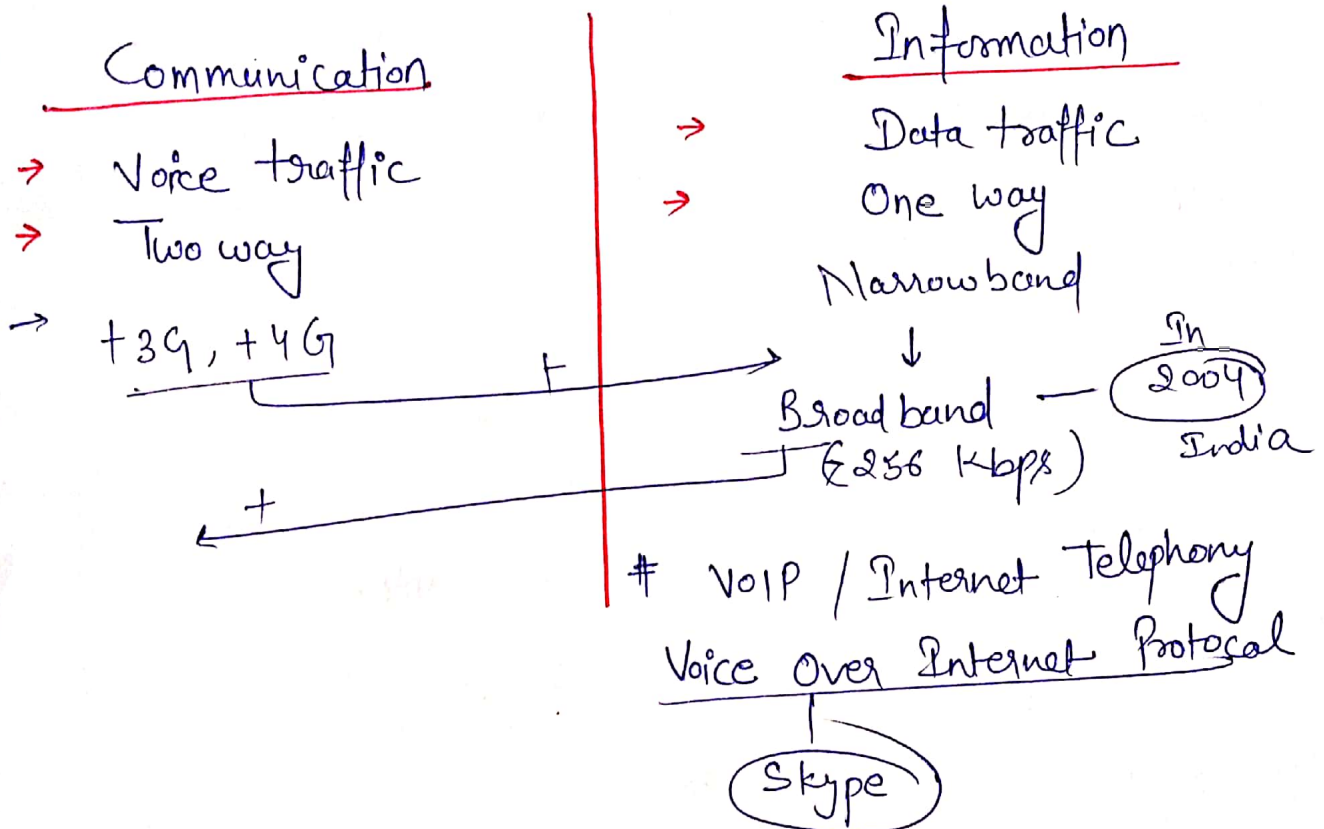 Communication
→ Voice traffic
→ Two way
→ +3G, +4G
+
+
Information
→ Data traffic
→ One way
Narrowband
↓
Broadband — In 2004 India
(≥256 Kbps)
# VOIP / Internet Telephony
Voice Over Internet Protocal
Skype